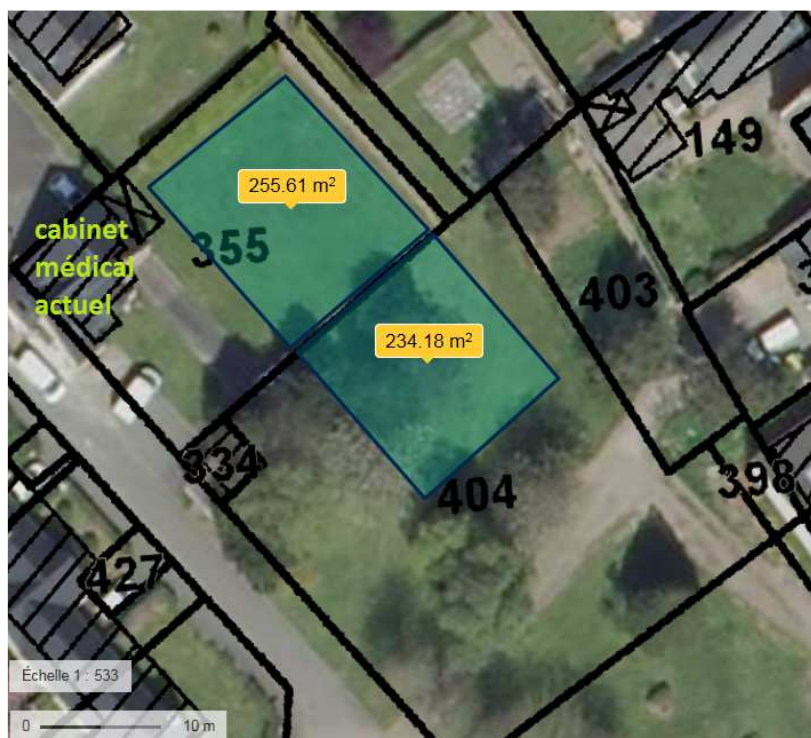 149
255.61 m²
cabinet
médical
actuel
355
403
234.18 m²
334
404
398
427
Échelle 1 : 533
0 10 m